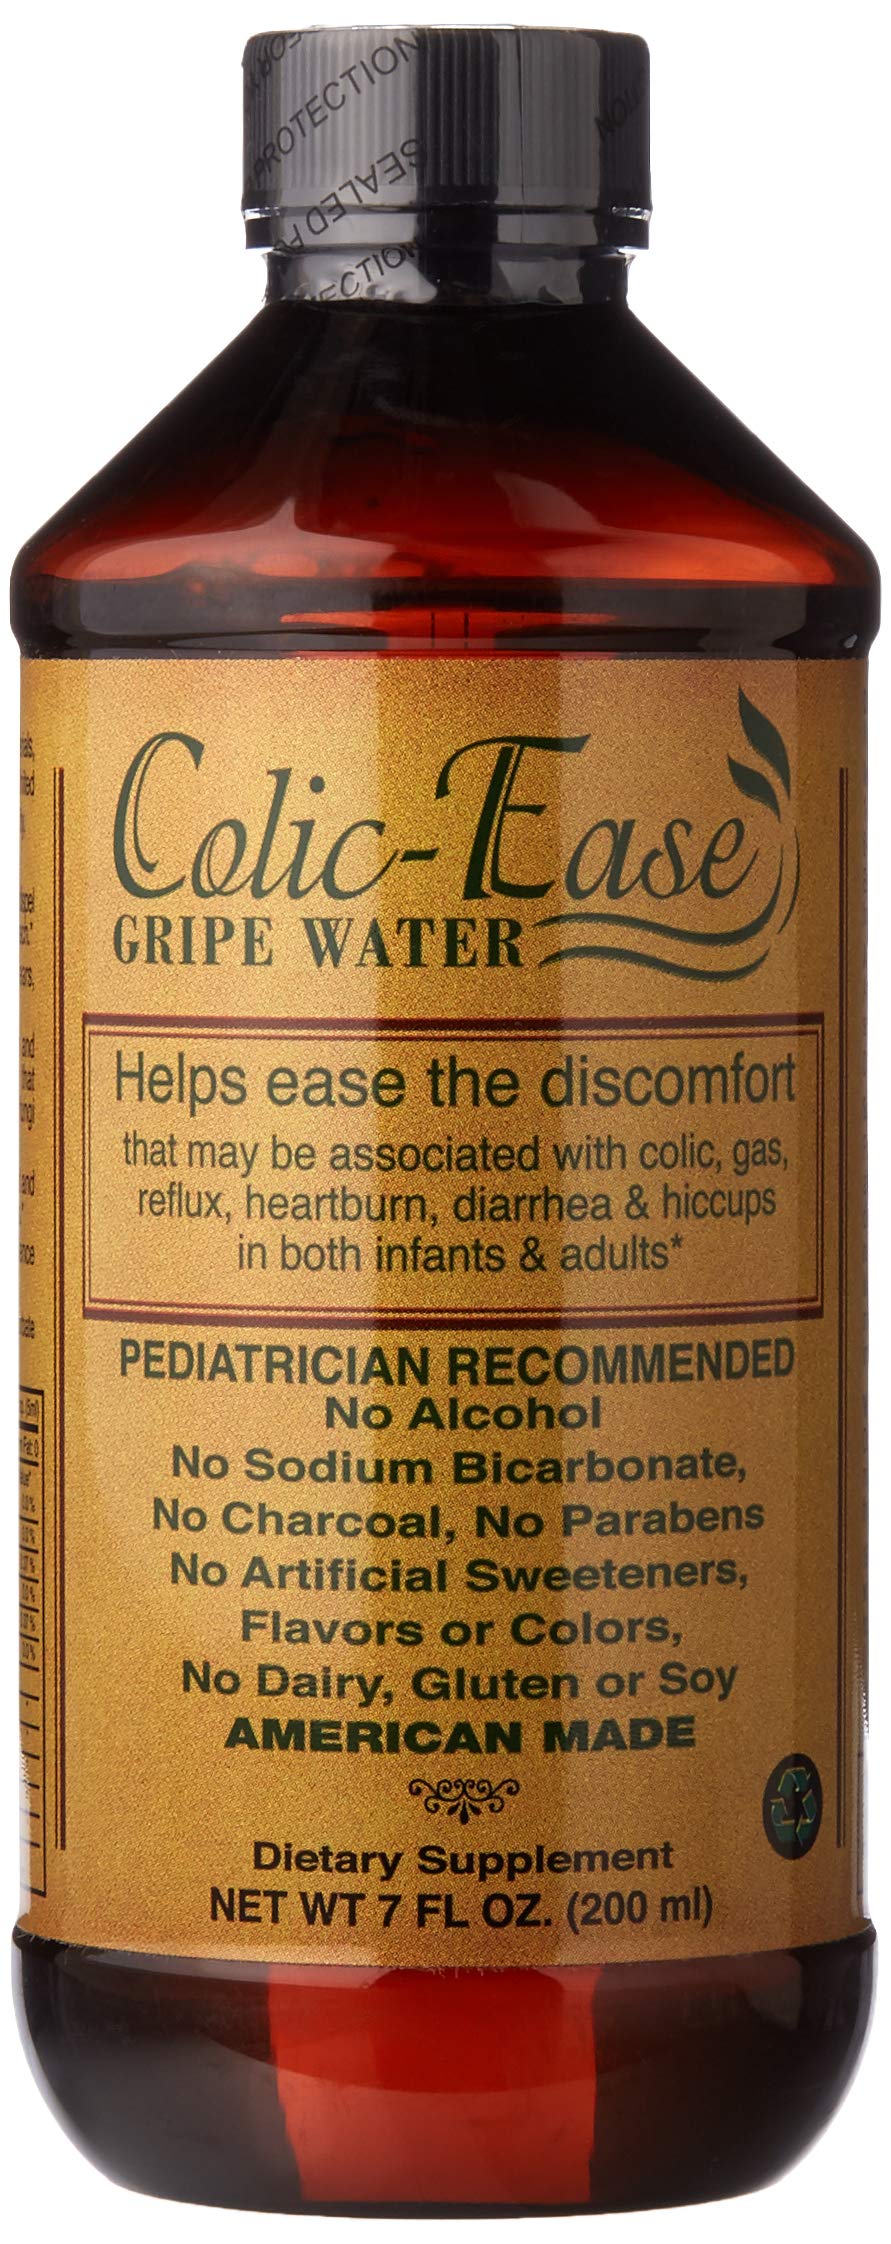 PROTECTION
SEALED
Colic-Ease
GRIPE WATER
Helps ease the discomfort
that may be associated with colic, gas,
reflux, heartburn, diarrhea & hiccups
in both infants & adults*
PEDIATRICIAN RECOMMENDED
No Alcohol
No Sodium Bicarbonate,
No Charcoal, No Parabens
No Artificial Sweeteners,
Flavors or Colors,
No Dairy, Gluten or Soy
AMERICAN MADE
Dietary Supplement
NET WT 7 FL OZ. (200 ml)